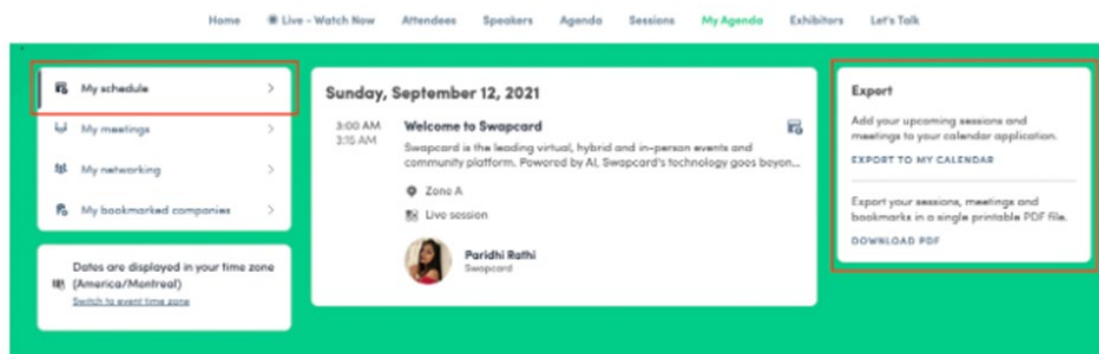 Home Live - Watch Now Attendees Speakers Agenda Sessions My Agenda Exhibitors Let's Talk
My schedule
My meetings
My networking
My bookmarked companies
Dates are displayed in your time zone
(America/Montreal)
Switch to event time zone
Sunday, September 12, 2021
3:00 AM
3:15 AM
Welcome to Swapcard
Swapcard is the leading virtual, hybrid and in-person events and
community platform. Powered by AI, Swapcard's technology goes beyon...
Zone A
Live session
Paridhi Rathi
Swapcard
Export
Add your upcoming sessions and
meetings to your calendar application.
EXPORT TO MY CALENDAR
Export your sessions, meetings and
bookmarks in a single printable PDF file.
DOWNLOAD PDF